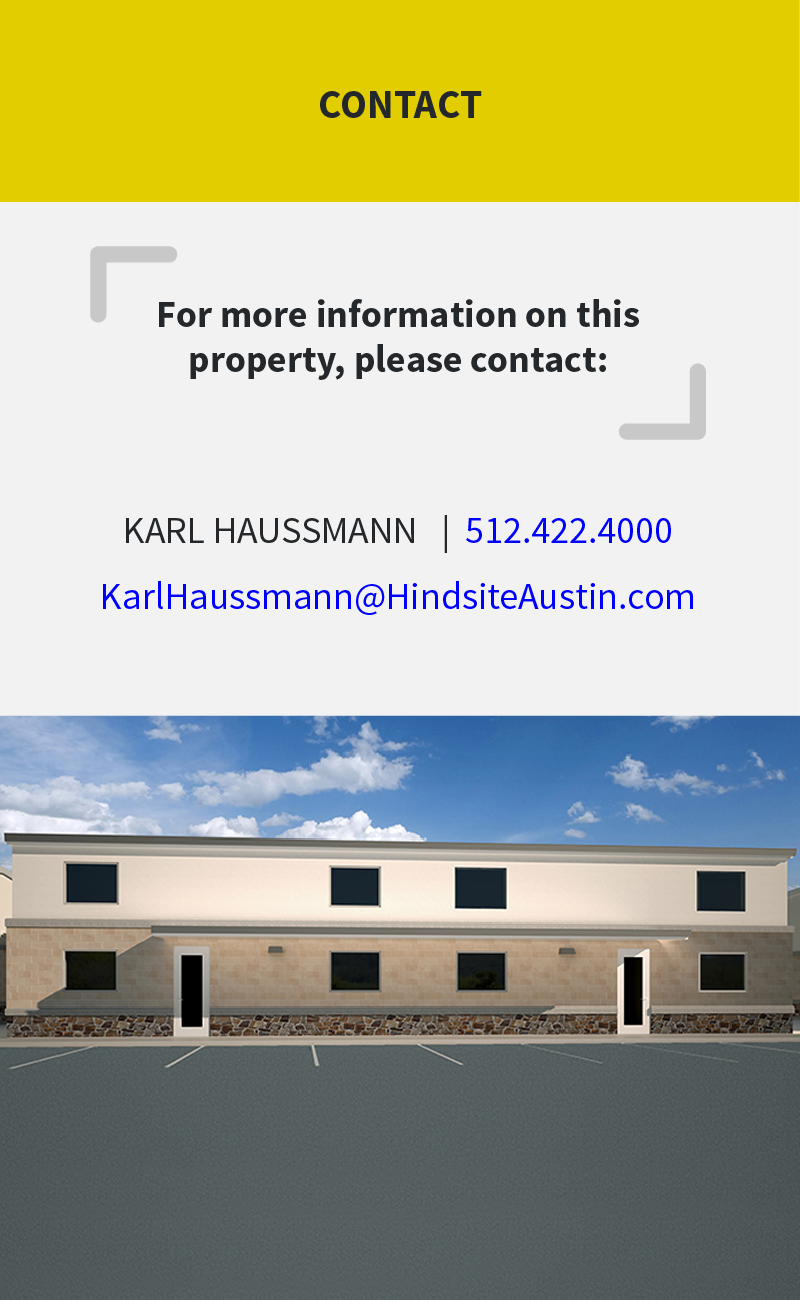 CONTACT
For more information on this
property, please contact:
KARL HAUSSMANN | 512.422.4000
KarlHaussmann@HindsiteAustin.com